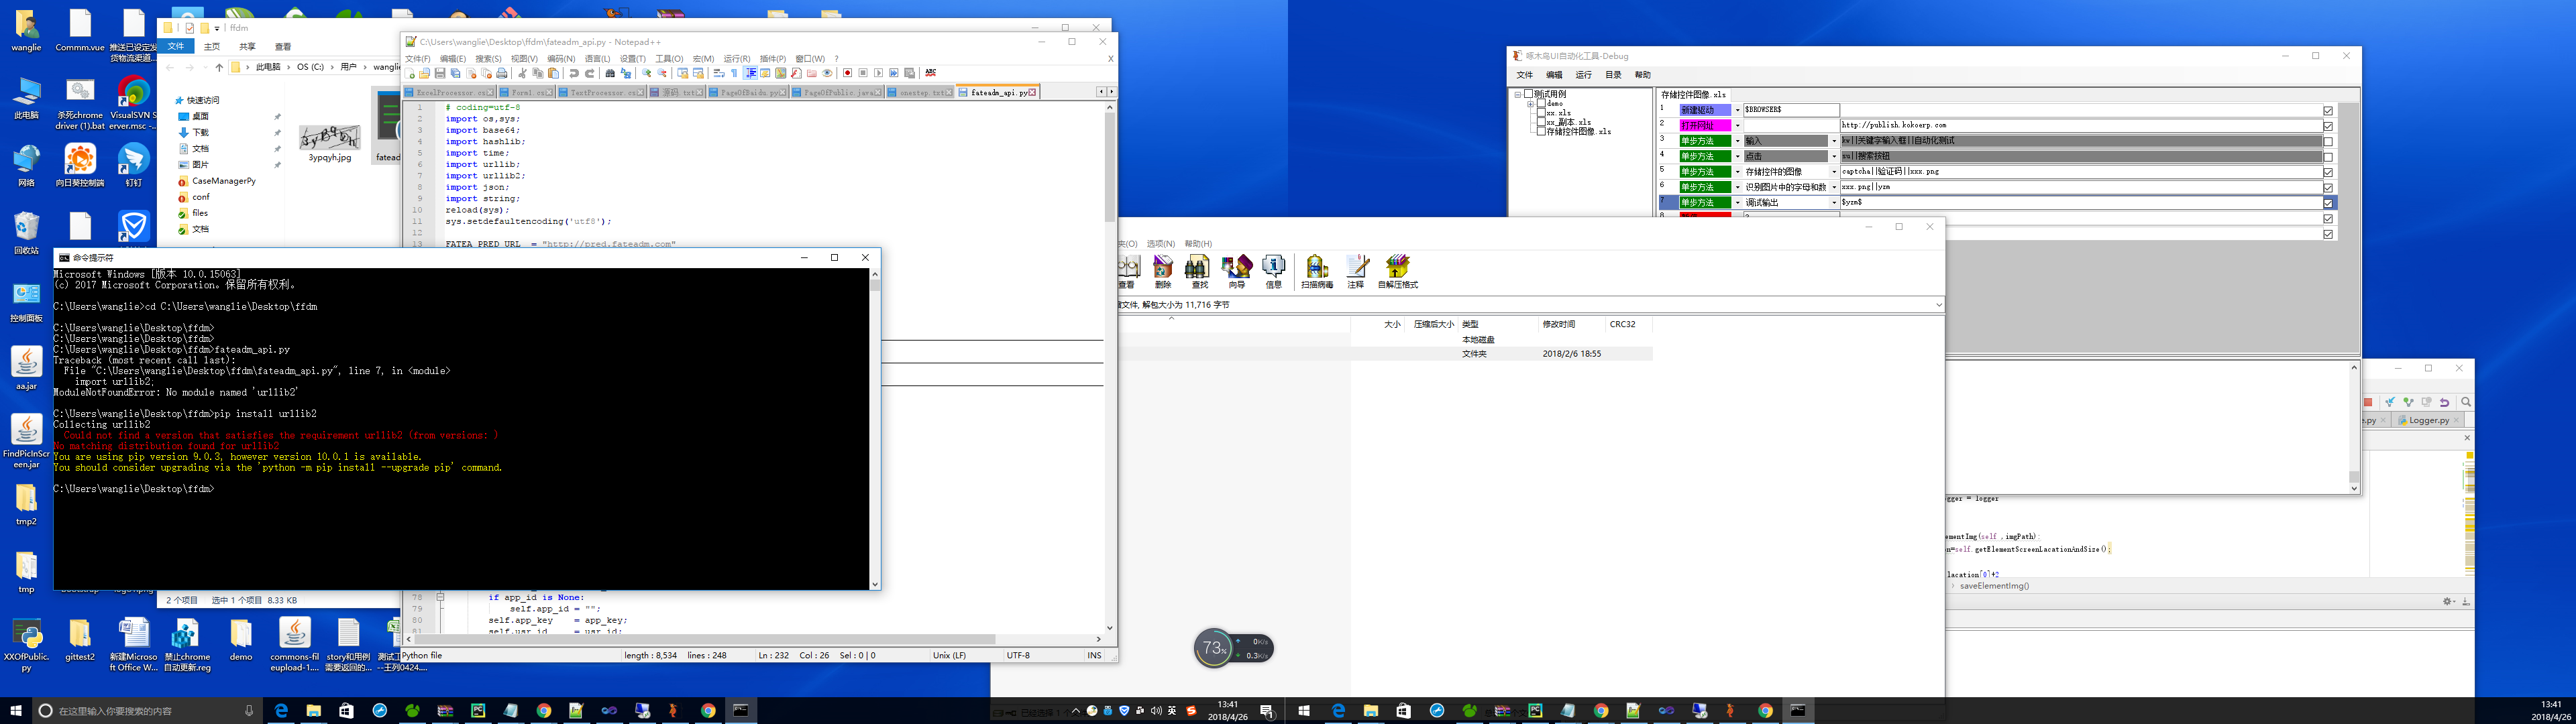 wanglie
Commm.vue
推送已设定发货物流渠道...
此电脑
杀死chrome driver (1).bat
VisualSVN Server.msc -...
网络
向日葵控制端
钉钉
回收站
控制面板
aa.jar
FindPicInScreen.jar
tmp2
tmp
XXOfPublic.py
gittest2
新建Microsoft Office W...
禁止chrome自动更新.reg
demo
commons-fileupload-1....
story和用例需要返回的...
测试工
--王列0424....
ffdm
文件 主页 共享 查看
此电脑 > OS (C:) > 用户 > wanglie
快速访问
桌面
下载
文档
图片
CaseManagerPy
conf
files
文档
3ypqyh.jpg
2 个项目 选中 1 个项目 8.33 KB
C:\Users\wanglie\Desktop\ffdm\fateadm_api.py - Notepad++
文件(F) 编辑(E) 搜索(S) 视图(V) 编码(N) 语言(L) 设置(T) 工具(O) 宏(M) 运行(R) 插件(P) 窗口(W) ?
ExcelProcessor.cs Form1.cs TextProcessor.cs 源码.txt PageOfBaidu.py PageOfPublic.java onestep.txt fateadm_api.py
1 # coding=utf-8
2 import os,sys;
3 import base64;
4 import hashlib;
5 import time;
6 import urllib;
7 import urllib2;
8 import json;
9 import string;
10 reload(sys);
11 sys.setdefaultencoding('utf8');
12
13 FATEA_PRED_URL = "http://pred.fateadm.com"
78 if app_id is None:
79 self.app_id = "";
80 self.app_key = app_key;
81 self.usr_id = usr_id;
Python file length : 8,534 lines : 248 Ln : 232 Col : 26 Sel : 0 | 0 Unix (LF) UTF-8 INS
命令提示符
Microsoft Windows [版本 10.0.15063]
(c) 2017 Microsoft Corporation。保留所有权利。
C:\Users\wanglie>cd C:\Users\wanglie\Desktop\ffdm
C:\Users\wanglie\Desktop\ffdm>
C:\Users\wanglie\Desktop\ffdm>
C:\Users\wanglie\Desktop\ffdm>fateadm_api.py
Traceback (most recent call last):
File "C:\Users\wanglie\Desktop\ffdm\fateadm_api.py", line 7, in <module>
import urllib2;
ModuleNotFoundError: No module named 'urllib2'
C:\Users\wanglie\Desktop\ffdm>pip install urllib2
Collecting urllib2
Could not find a version that satisfies the requirement urllib2 (from versions: )
No matching distribution found for urllib2
You are using pip version 9.0.3, however version 10.0.1 is available.
You should consider upgrading via the 'python -m pip install --upgrade pip' command.
C:\Users\wanglie\Desktop\ffdm>
夹(O) 选项(N) 帮助(H)
查看 删除 查找 向导 信息 扫描病毒 注释 自解压格式
文件, 解包大小为 11,716 字节
大小 压缩后大小 类型 修改时间 CRC32
本地磁盘
文件夹 2018/2/6 18:55
73%
0K/s
0.3K/s
啄木鸟UI自动化工具-Debug
文件 编辑 运行 目录 帮助
测试用例
demo
xx.xls
xx_副本.xls
存储控件图像.xls
存储控件图像.xls
1 新建驱动 $BROWSER$
2 打开网址 http://publish.kokoerp.com
3 单步方法 输入 kw||关键字输入框||自动化测试
4 单步方法 点击 su||搜索按钮
5 单步方法 存储控件的图像 captcha||验证码||xxx.png
6 单步方法 识别图片中的字母和数 xxx.png||yzm
7 单步方法 调试输出 $yzm$
8
e.py Logger.py
ogger = logger
ementImg(self ,imgPath):
on=self.getElementScreenLacationAndSize();
lacation[0]+2
saveElementImg()
在这里输入你要搜索的内容
英
13:41
2018/4/26
13:41
2018/4/26